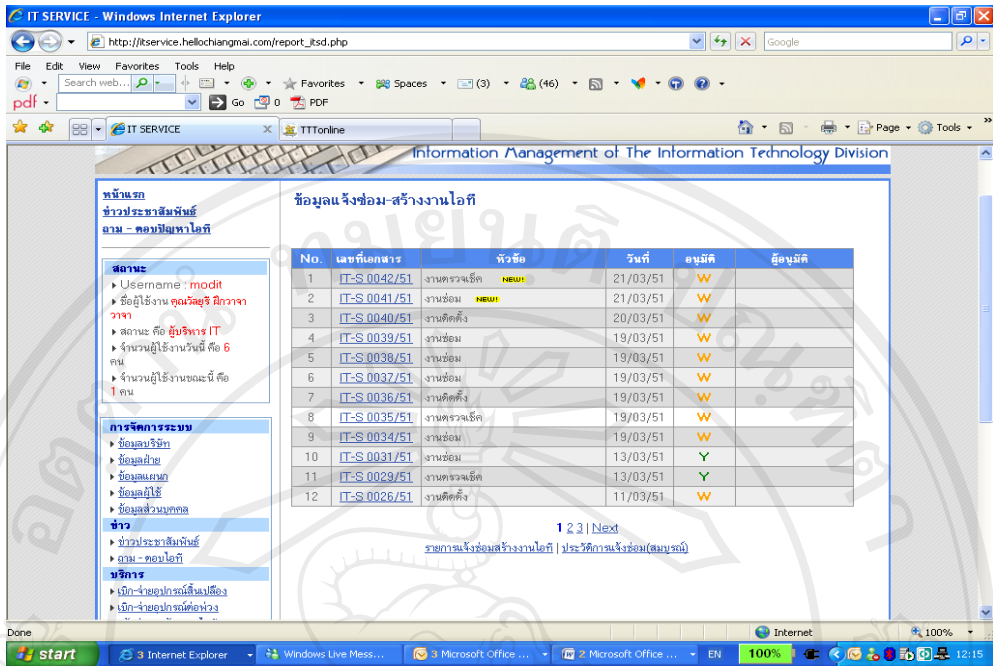 IT SERVICE - Windows Internet Explorer
http://itservice.hellochiangmai.com/report_itsd.php
Google
File Edit View Favorites Tools Help
Search web... Favorites Spaces (3) (46)
pdf Go 0 PDF
IT SERVICE TTTonline Page Tools »
Information Management of The Information Technology Division
หน้าแรก
ข่าวประชาสัมพันธ์
ถาม - ตอบปัญหาไอที
สถานะ
Username : modit
ชื่อผู้ใช้งาน คุณวัลยุรี ฝึกวาจา
วาจา
สถานะ คือ ผู้บริหาร IT
จำนวนผู้ใช้งานวันนี้ คือ 6
คน
จำนวนผู้ใช้งานขณะนี้ คือ
1 คน
การจัดการระบบ
ข้อมูลบริษัท
ข้อมูลฝ่าย
ข้อมูลแผนก
ข้อมูลผู้ใช้
ข้อมูลส่วนบุคคล
ข่าว
ข่าวประชาสัมพันธ์
ถาม - ตอบไอที
บริการ
เบิก-จ่ายอุปกรณ์สิ้นเปลือง
เบิก-จ่ายอุปกรณ์ต่อพ่วง
ข้อมูลแจ้งซ่อม-สร้างงานไอที
No. เลขที่เอกสาร หัวข้อ วันที่ อนุมัติ ผู้อนุมัติ
1 IT-S 0042/51 งานตรวจเช็ค NEW! 21/03/51 W
2 IT-S 0041/51 งานซ่อม NEW! 21/03/51 W
3 IT-S 0040/51 งานติดตั้ง 20/03/51 W
4 IT-S 0039/51 งานซ่อม 19/03/51 W
5 IT-S 0038/51 งานซ่อม 19/03/51 W
6 IT-S 0037/51 งานซ่อม 19/03/51 W
7 IT-S 0036/51 งานติดตั้ง 19/03/51 W
8 IT-S 0035/51 งานตรวจเช็ค 19/03/51 W
9 IT-S 0034/51 งานซ่อม 19/03/51 W
10 IT-S 0031/51 งานซ่อม 13/03/51 Y
11 IT-S 0029/51 งานตรวจเช็ค 13/03/51 Y
12 IT-S 0026/51 งานติดตั้ง 11/03/51 W
1 2 3 | Next
รายการแจ้งซ่อมสร้างงานไอที | ประวัติการแจ้งซ่อม(สมบูรณ์)
Done Internet 100%
start 3 Internet Explorer Windows Live Mess... 3 Microsoft Office ... 2 Microsoft Office ... EN 100% 12:15